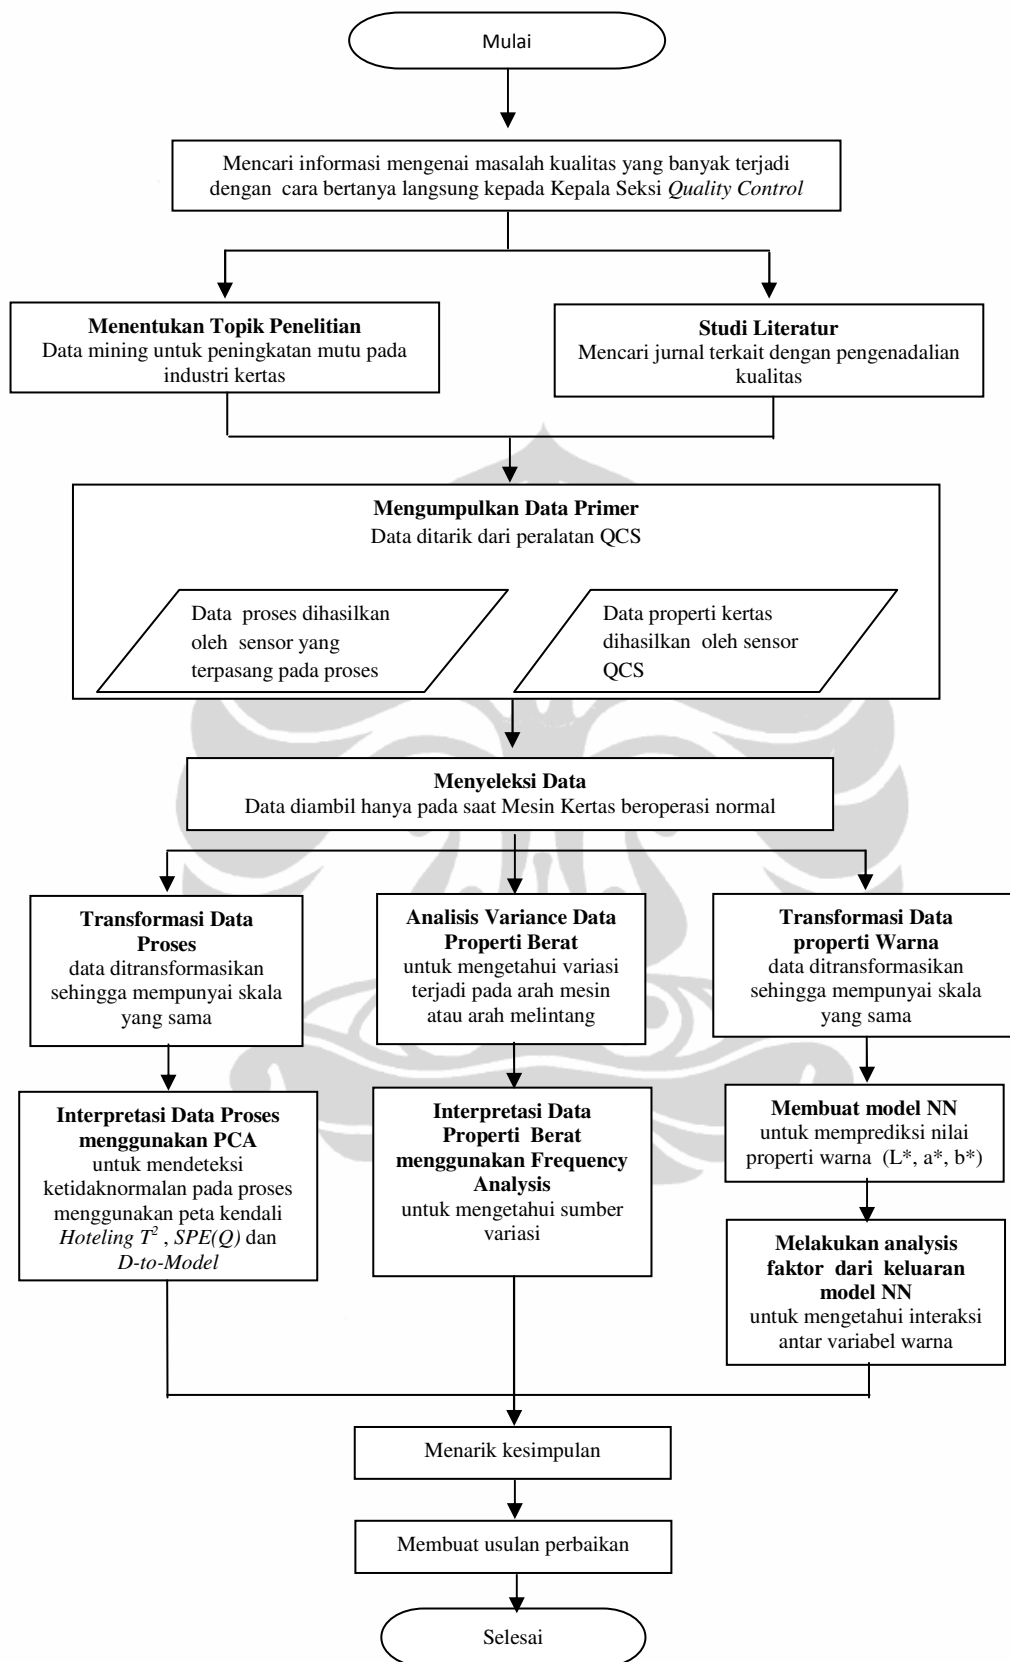 Mulai
Mencari informasi mengenai masalah kualitas yang banyak terjadi
dengan cara bertanya langsung kepada Kepala Seksi Quality Control
Menentukan Topik Penelitian
Data mining untuk peningkatan mutu pada
industri kertas
Studi Literatur
Mencari jurnal terkait dengan pengenadalian
kualitas
Mengumpulkan Data Primer
Data ditarik dari peralatan QCS
Data proses dihasilkan
oleh sensor yang
terpasang pada proses
Data properti kertas
dihasilkan oleh sensor
QCS
Menyeleksi Data
Data diambil hanya pada saat Mesin Kertas beroperasi normal
Transformasi Data
Proses
data ditransformasikan
sehingga mempunyai skala
yang sama
Analisis Variance Data
Properti Berat
untuk mengetahui variasi
terjadi pada arah mesin
atau arah melintang
Transformasi Data
properti Warna
data ditransformasikan
sehingga mempunyai skala
yang sama
Interpretasi Data Proses
menggunakan PCA
untuk mendeteksi
ketidaknormalan pada proses
menggunakan peta kendali
Hoteling T², SPE(Q) dan
D-to-Model
Interpretasi Data
Properti Berat
menggunakan Frequency
Analysis
untuk mengetahui sumber
variasi
Membuat model NN
untuk memprediksi nilai
properti warna (L*, a*, b*)
Melakukan analysis
faktor dari keluaran
model NN
untuk mengetahui interaksi
antar variabel warna
Menarik kesimpulan
Membuat usulan perbaikan
Selesai